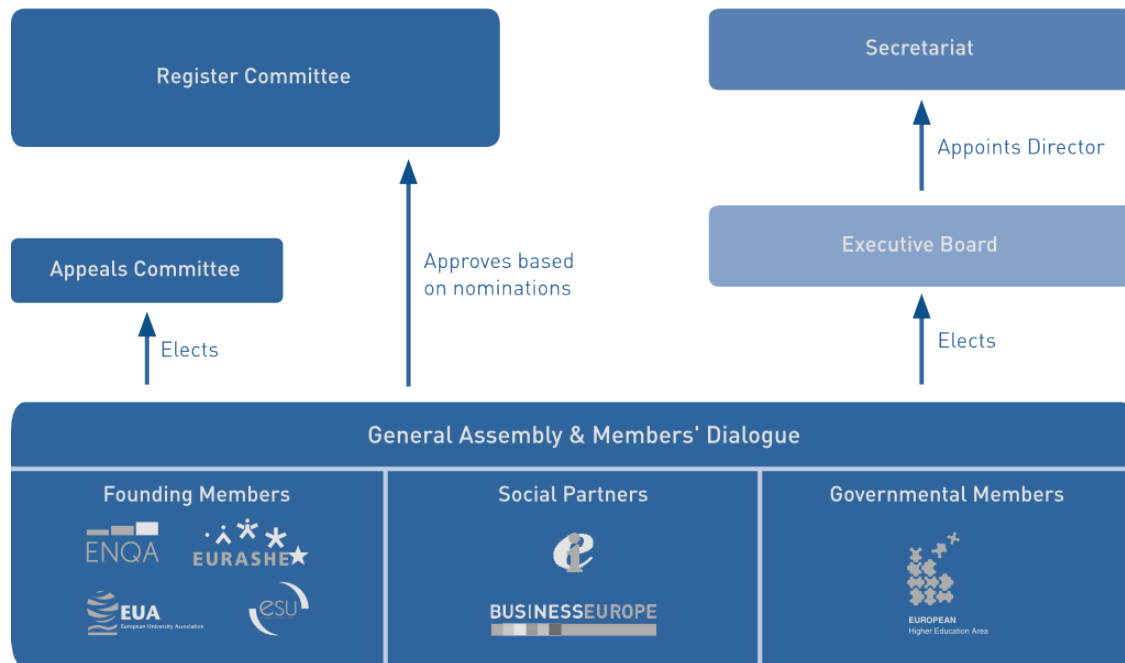 Register Committee
Secretariat
Appoints Director
Appeals Committee
Executive Board
Approves based
on nominations
Elects
Elects
General Assembly & Members' Dialogue
Founding Members
Social Partners
Governmental Members
ENQA
EURASHE
ei
EUA
European University Association
esu
BUSINESSEUROPE
EUROPEAN
Higher Education Area